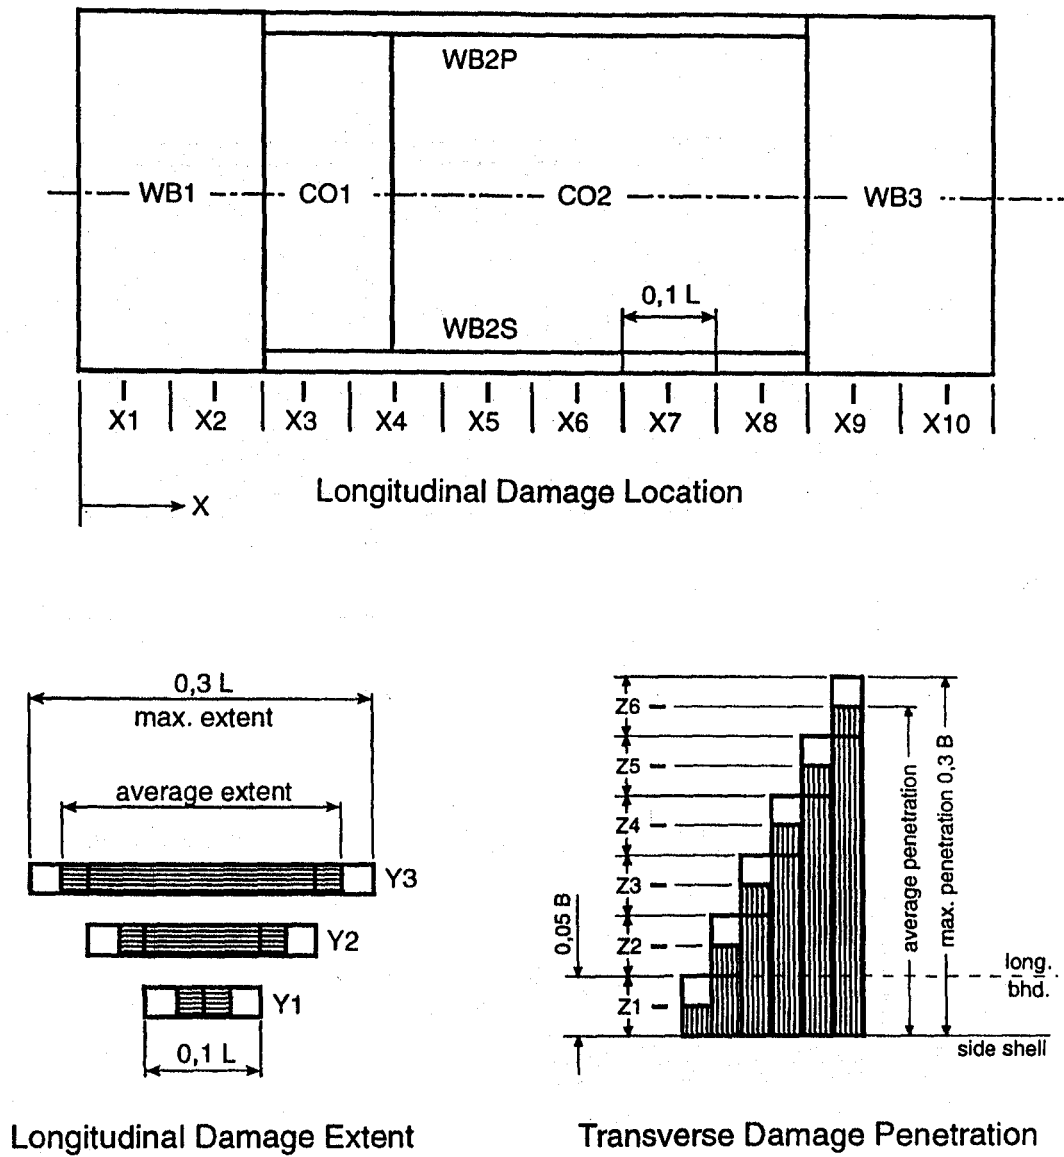 WB2P
WB1 CO1 CO2 WB3
0,1 L
WB2S
X1 X2 X3 X4 X5 X6 X7 X8 X9 X10
Longitudinal Damage Location
X
0,3 L
max. extent
average extent
Y3
Y2
Y1
0,1 L
Longitudinal Damage Extent
Z6
Z5
Z4
Z3
Z2
Z1
0,05 B
average penetration
max. penetration 0,3 B
long.
bhd.
side shell
Transverse Damage Penetration